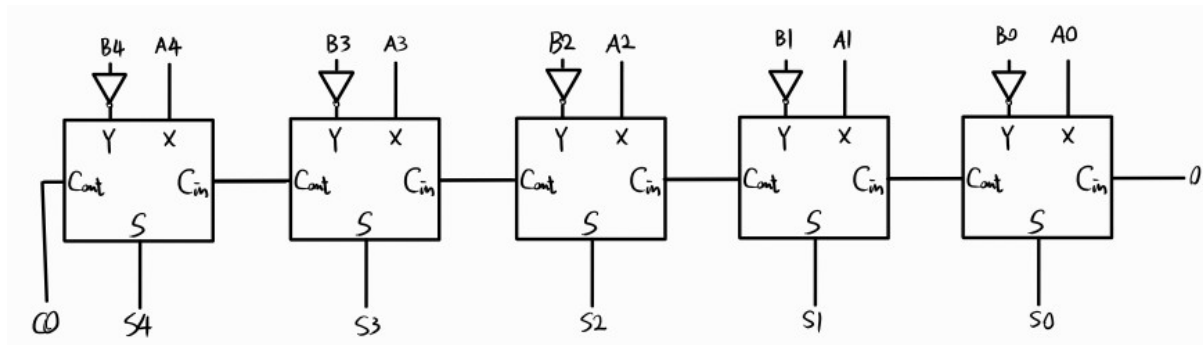 B4 A4 B3 A3 B2 A2 B1 A1 B0 A0
Y X Y X Y X Y X Y X
Cout Cin Cout Cin Cout Cin Cout Cin Cout Cin 0
S S S S S
CO S4 S3 S2 S1 S0